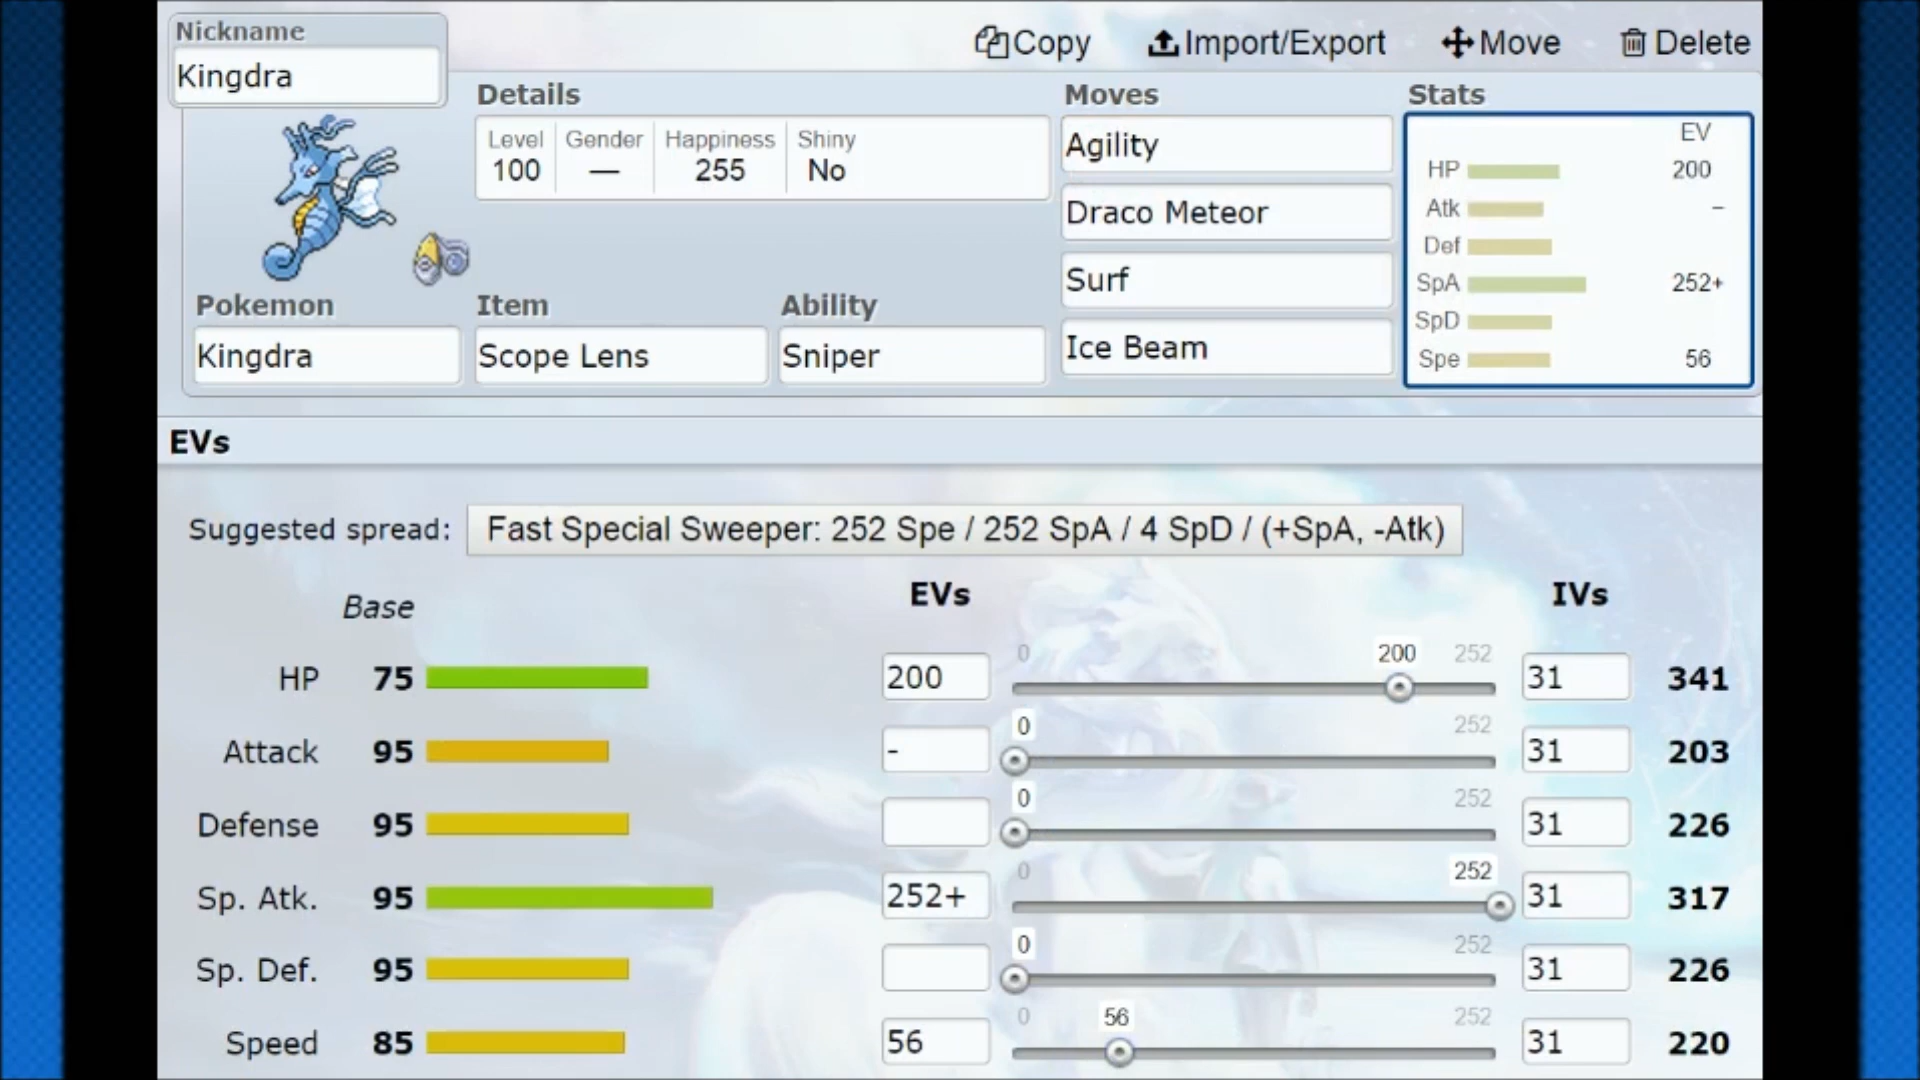 Nickname
Kingdra
Copy Import/Export Move Delete
Details
Level Gender Happiness Shiny
100 — 255 No
Pokemon
Kingdra
Item
Scope Lens
Ability
Sniper
Moves
Agility
Draco Meteor
Surf
Ice Beam
Stats
EV
HP 200
Atk –
Def
SpA 252+
SpD
Spe 56
EVs
Suggested spread: Fast Special Sweeper: 252 Spe / 252 SpA / 4 SpD / (+SpA, -Atk)
Base EVs IVs
0 200 252
HP 75 200 31 341
0 252
Attack 95 - 31 203
0 252
Defense 95 31 226
0 252
Sp. Atk. 95 252+ 31 317
0 252
Sp. Def. 95 31 226
0 56 252
Speed 85 56 31 220